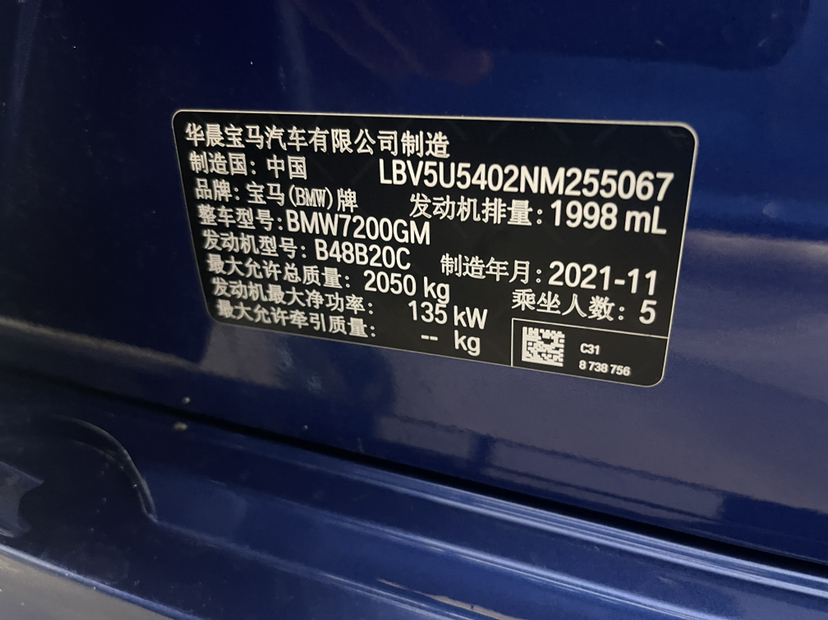 华晨宝马汽车有限公司制造
制造国: 中国 LBV5U5402NM255067
品牌: 宝马(BMW)牌 发动机排量: 1998 mL
整车型号: BMW7200GM
发动机型号: B48B20C 制造年月: 2021-11
最大允许总质量: 2050 kg 乘坐人数: 5
发动机最大净功率: 135 kW
最大允许牵引质量: -- kg
C31
8 738 756